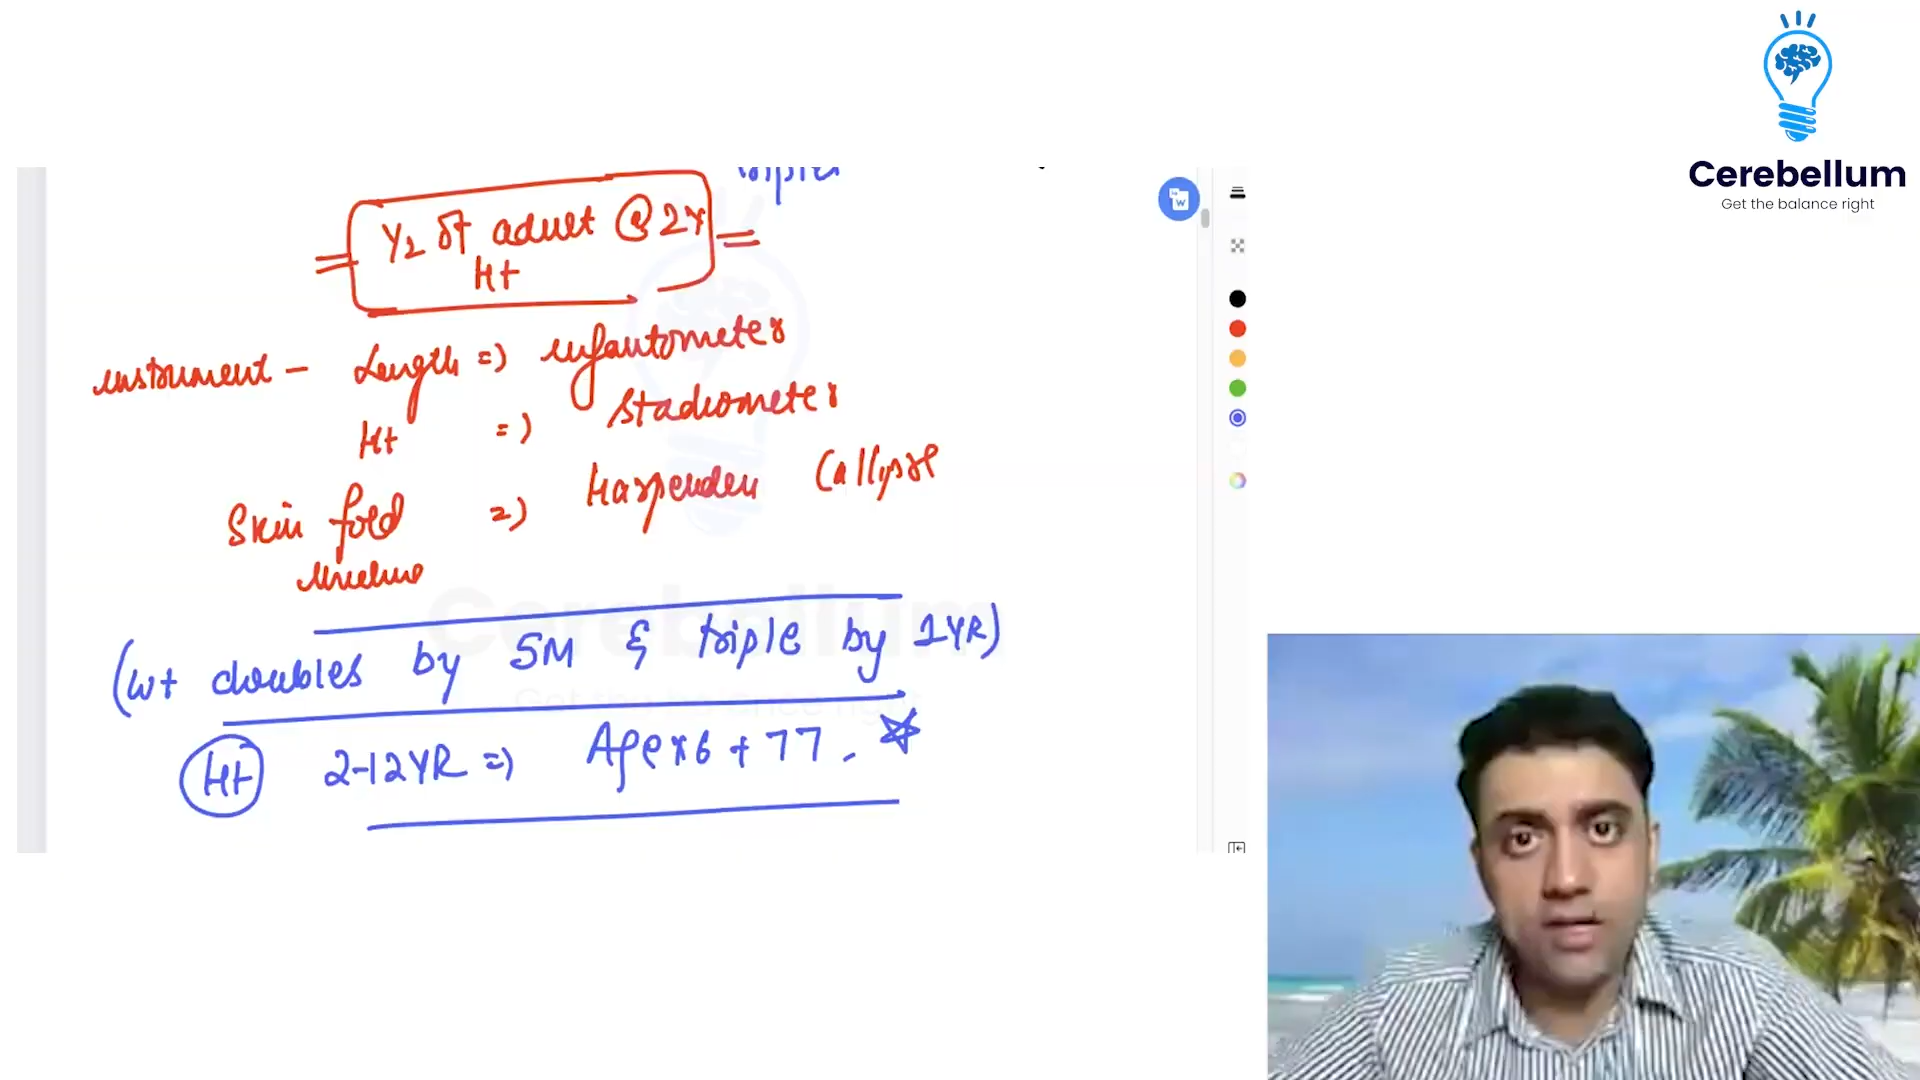 Cerebellum
Get the balance right
1/2 of adult @ 2Y
Ht
instrument - Length => infantometer
Ht => Stadiometer
Skin fold => Harpenden
(wt doubles by 5M & triple by 1YR)
Ht 2-12YR => Age x 6 + 77.
Cerebellum